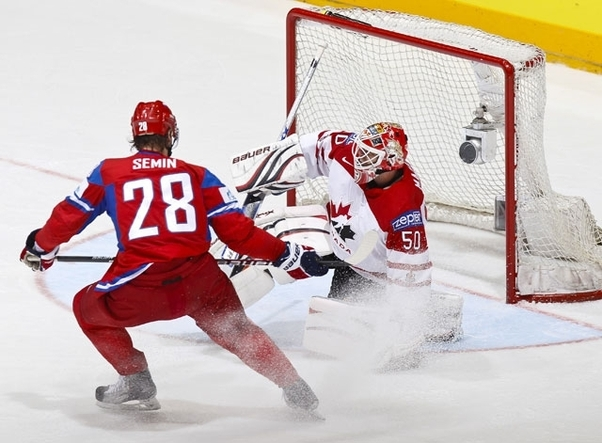 28
SEMIN
28
BAUER
zepter
50